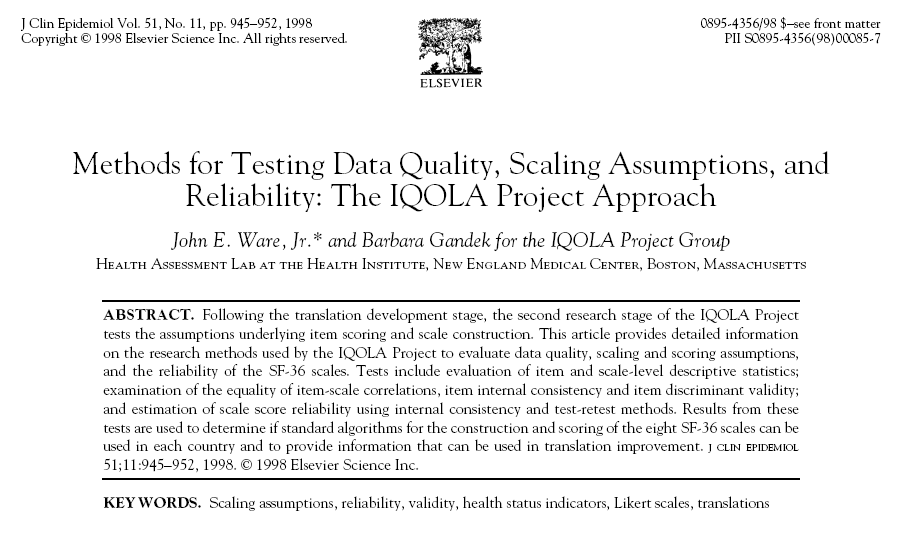 J Clin Epidemiol Vol. 51, No. 11, pp. 945–952, 1998
Copyright © 1998 Elsevier Science Inc. All rights reserved.
ELSEVIER
0895-4356/98 $–see front matter
PII S0895-4356(98)00085-7
Methods for Testing Data Quality, Scaling Assumptions, and
Reliability: The IQOLA Project Approach
John E. Ware, Jr.* and Barbara Gandek for the IQOLA Project Group
Health Assessment Lab at the Health Institute, New England Medical Center, Boston, Massachusetts
ABSTRACT. Following the translation development stage, the second research stage of the IQOLA Project
tests the assumptions underlying item scoring and scale construction. This article provides detailed information
on the research methods used by the IQOLA Project to evaluate data quality, scaling and scoring assumptions,
and the reliability of the SF-36 scales. Tests include evaluation of item and scale-level descriptive statistics;
examination of the equality of item-scale correlations, item internal consistency and item discriminant validity;
and estimation of scale score reliability using internal consistency and test-retest methods. Results from these
tests are used to determine if standard algorithms for the construction and scoring of the eight SF-36 scales can be
used in each country and to provide information that can be used in translation improvement. J CLIN EPIDEMIOL
51;11:945–952, 1998. © 1998 Elsevier Science Inc.
KEY WORDS. Scaling assumptions, reliability, validity, health status indicators, Likert scales, translations